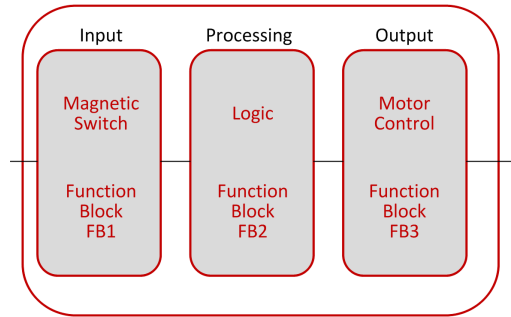 Input
Processing
Output
Magnetic
Switch
Logic
Motor
Control
Function
Block
FB1
Function
Block
FB2
Function
Block
FB3